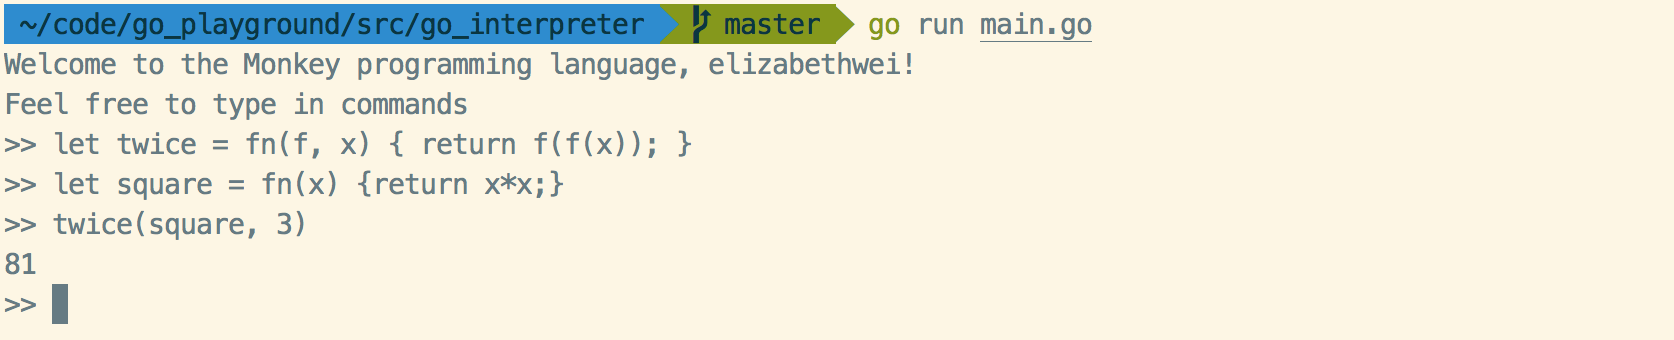 ~/code/go_playground/src/go_interpreter master go run main.go
Welcome to the Monkey programming language, elizabethwei!
Feel free to type in commands
>> let twice = fn(f, x) { return f(f(x)); }
>> let square = fn(x) {return x*x;}
>> twice(square, 3)
81
>>